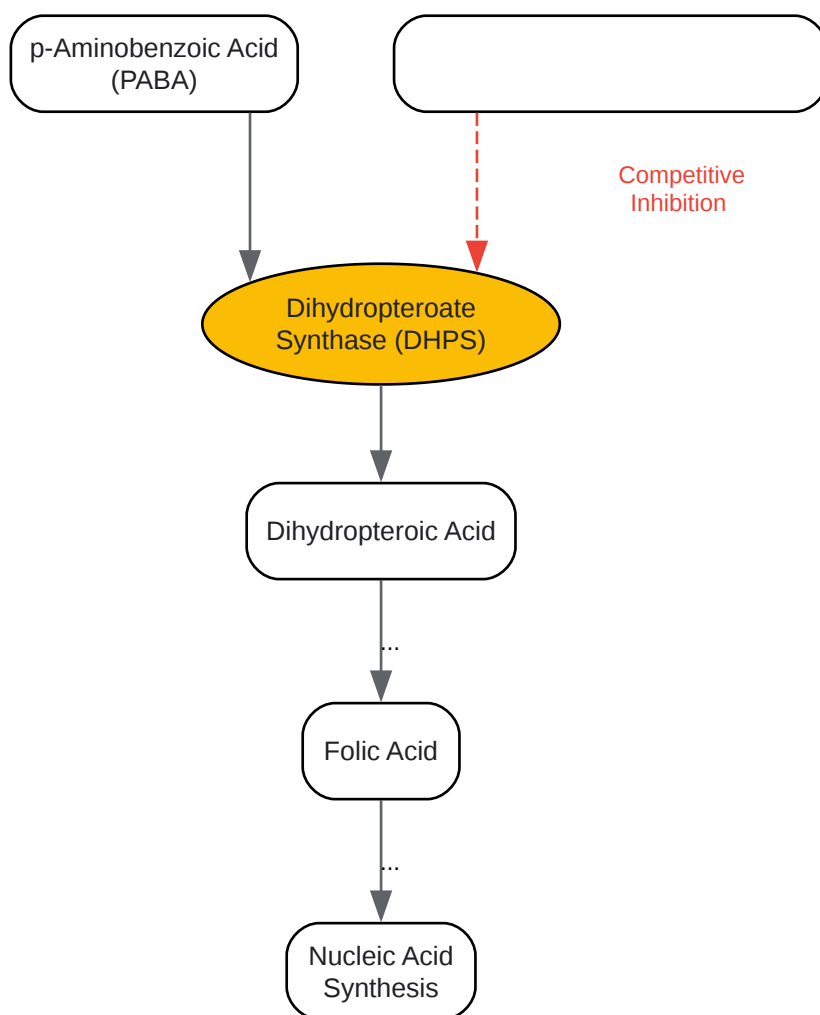 p-Aminobenzoic Acid
(PABA)
Competitive
Inhibition
Dihydropteroate
Synthase (DHPS)
Dihydropteroic Acid
...
Folic Acid
...
Nucleic Acid
Synthesis